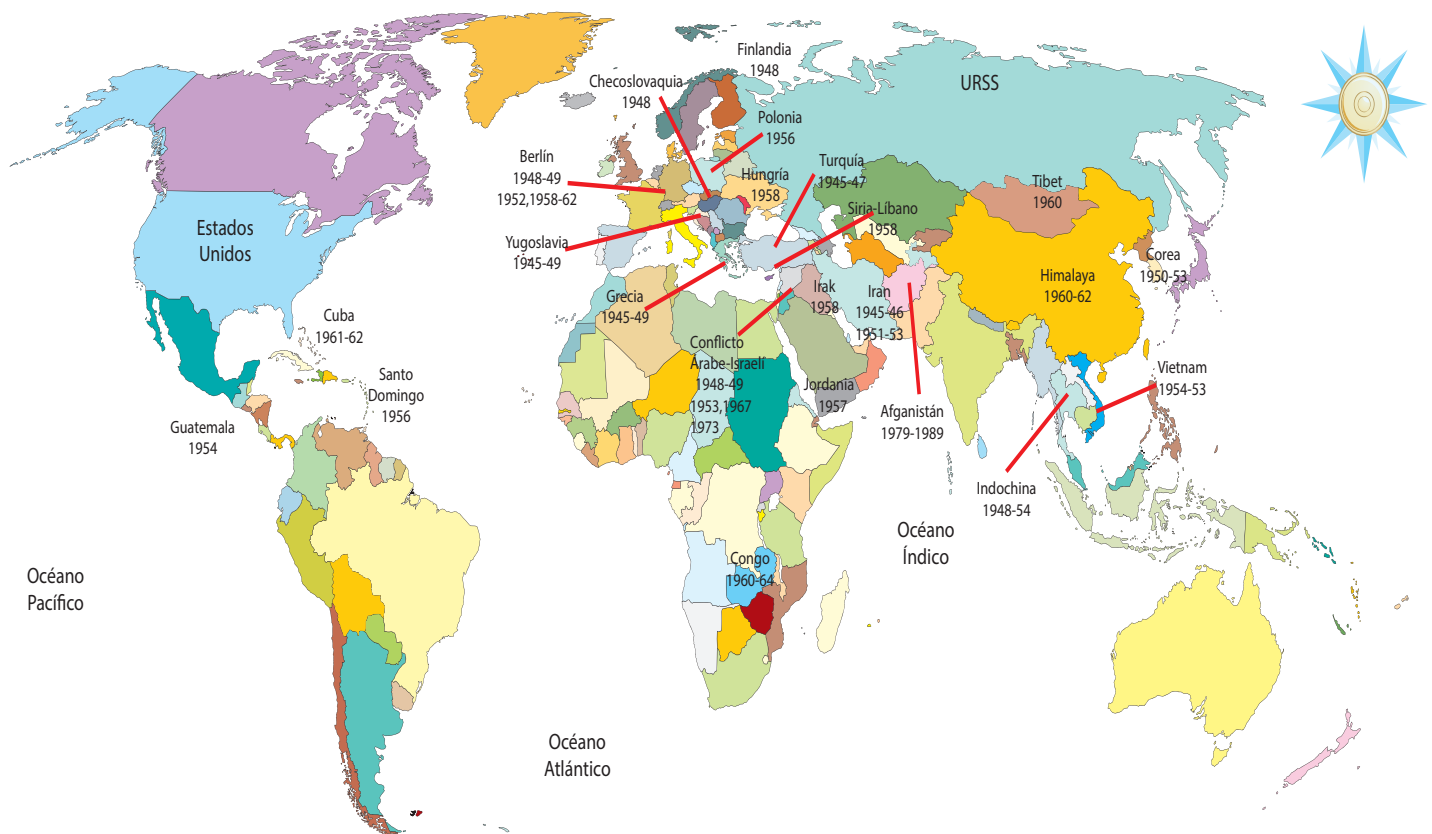 Finlandia
1948
Checoslovaquia
1948
URSS
Polonia
1956
Berlín
1948-49
1952,1958-62
Turquía
1945-47
Hungría
1958
Tibet
1960
Siria-Líbano
1958
Estados
Unidos
Yugoslavia
1945-49
Corea
1950-53
Himalaya
1960-62
Grecia
1945-49
Irak
1958
Iran
1945-46
1951-53
Cuba
1961-62
Conflicto
Árabe-Israelí
1948-49
1953,1967
1973
Santo
Domingo
1956
Jordania
1957
Vietnam
1954-53
Afganistán
1979-1989
Guatemala
1954
Indochina
1948-54
Océano
Índico
Congo
1960-64
Océano
Pacífico
Océano
Atlántico